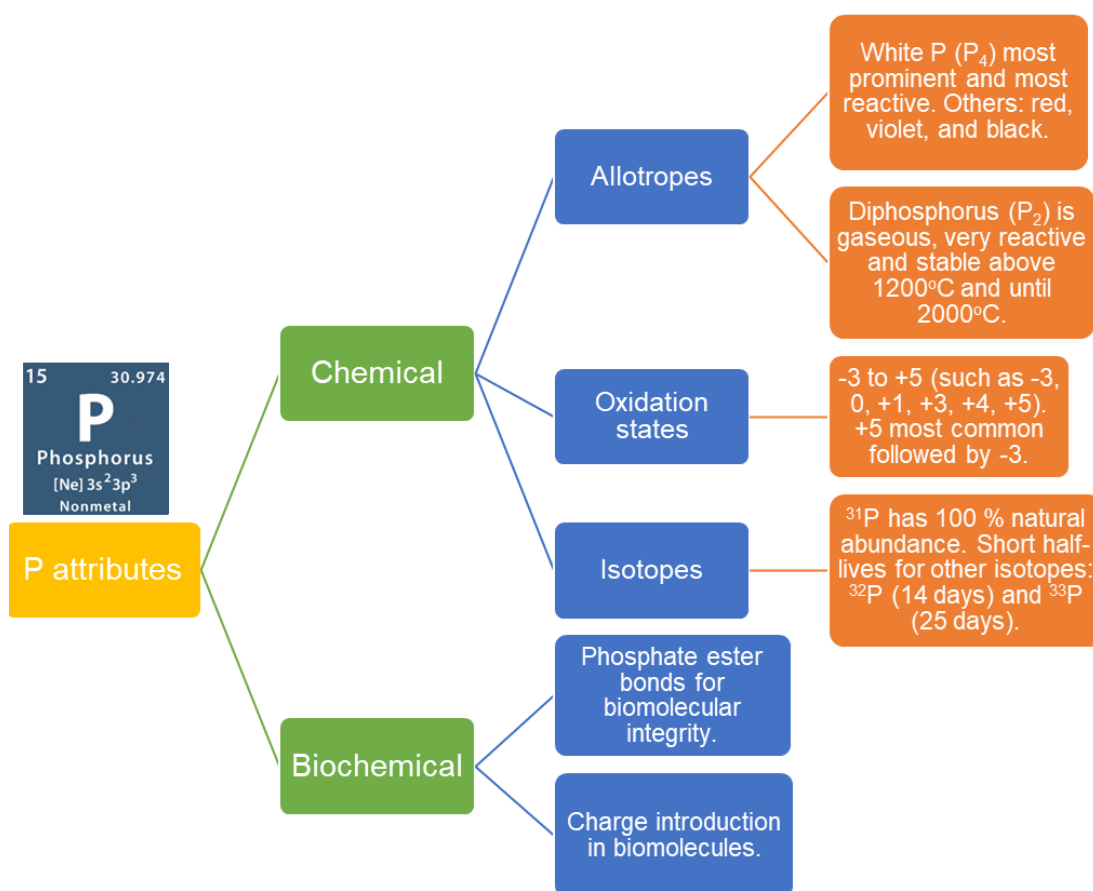 15 30.974
P
Phosphorus
[Ne] 3s²3p³
Nonmetal
P attributes
Chemical
Biochemical
Allotropes
Oxidation
states
Isotopes
Phosphate ester
bonds for
biomolecular
integrity.
Charge introduction
in biomolecules.
White P (P₄) most
prominent and most
reactive. Others: red,
violet, and black.
Diphosphorus (P₂) is
gaseous, very reactive
and stable above
1200ºC and until
2000ºC.
-3 to +5 (such as -3,
0, +1, +3, +4, +5).
+5 most common
followed by -3.
³¹P has 100 % natural
abundance. Short half-
lives for other isotopes:
³²P (14 days) and ³³P
(25 days).